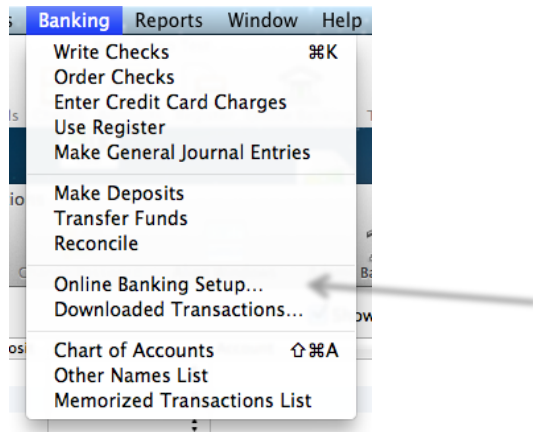 Banking Reports Window Help
Write Checks ⌘K
Order Checks
Enter Credit Card Charges
Use Register
Make General Journal Entries
Make Deposits
Transfer Funds
Reconcile
Online Banking Setup...
Downloaded Transactions...
Chart of Accounts ⇧⌘A
Other Names List
Memorized Transactions List